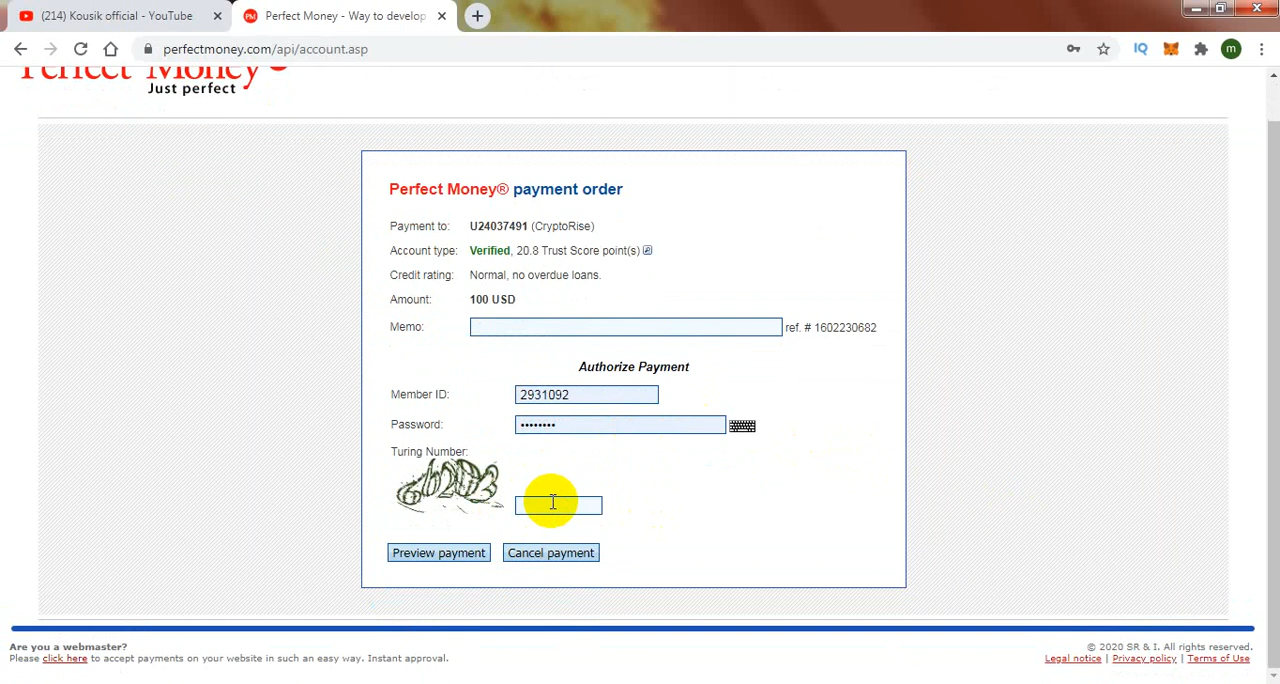 (214) Kousik official - YouTube
PM Perfect Money - Way to develop
perfectmoney.com/api/account.asp
IQ
m
Perfect Money®
Just perfect
Perfect Money® payment order
Payment to: U24037491 (CryptoRise)
Account type: Verified, 20.8 Trust Score point(s)
Credit rating: Normal, no overdue loans.
Amount: 100 USD
Memo: ref. # 1602230682
Authorize Payment
Member ID: 2931092
Password: ••••••••
Turing Number:
Preview payment Cancel payment
Are you a webmaster?
Please click here to accept payments on your website in such an easy way. Instant approval.
© 2020 SR & I. All rights reserved.
Legal notice | Privacy policy | Terms of Use